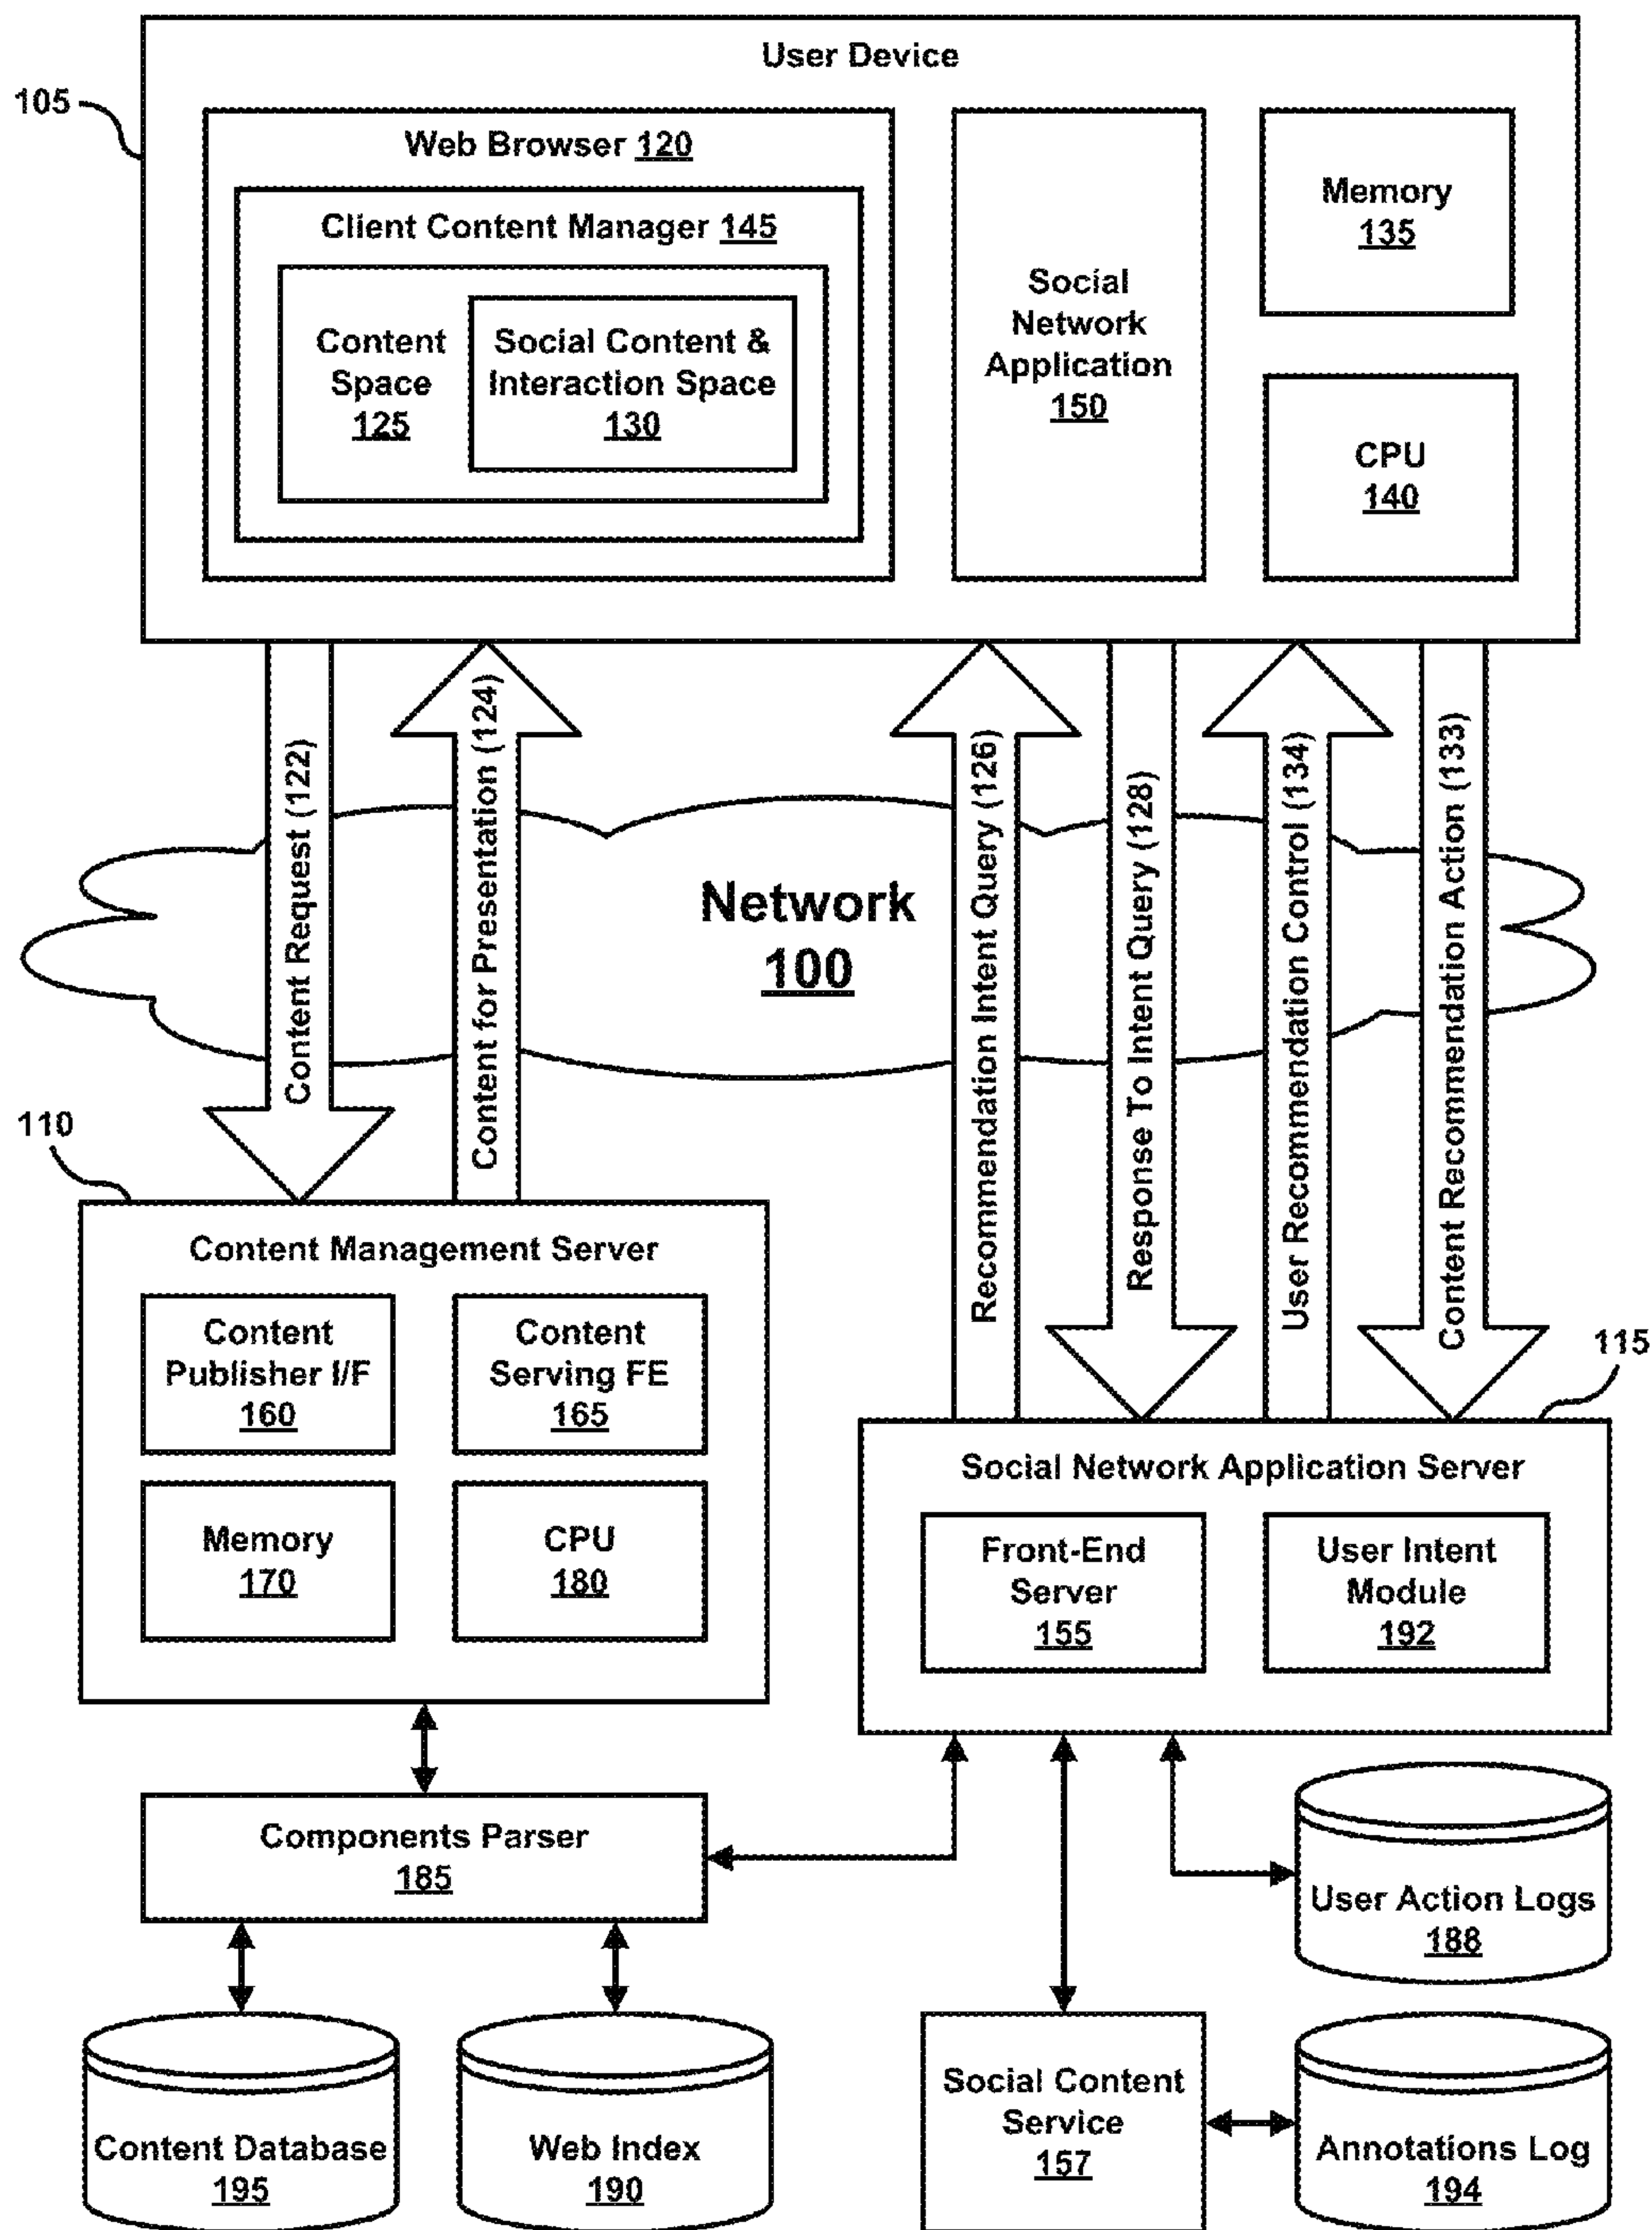 User Device
105
Web Browser 120
Client Content Manager 145
Content
Space
125
Social Content &
Interaction Space
130
Social
Network
Application
150
Memory
135
CPU
140
Content Request (122)
Content for Presentation (124)
Recommendation Intent Query (126)
Response To Intent Query (128)
User Recommendation Control (134)
Content Recommendation Action (133)
Network
100
110
Content Management Server
Content
Publisher I/F
160
Content
Serving FE
165
Memory
170
CPU
180
115
Social Network Application Server
Front-End
Server
155
User Intent
Module
192
Components Parser
185
User Action Logs
188
Content Database
195
Web Index
190
Social Content
Service
157
Annotations Log
194